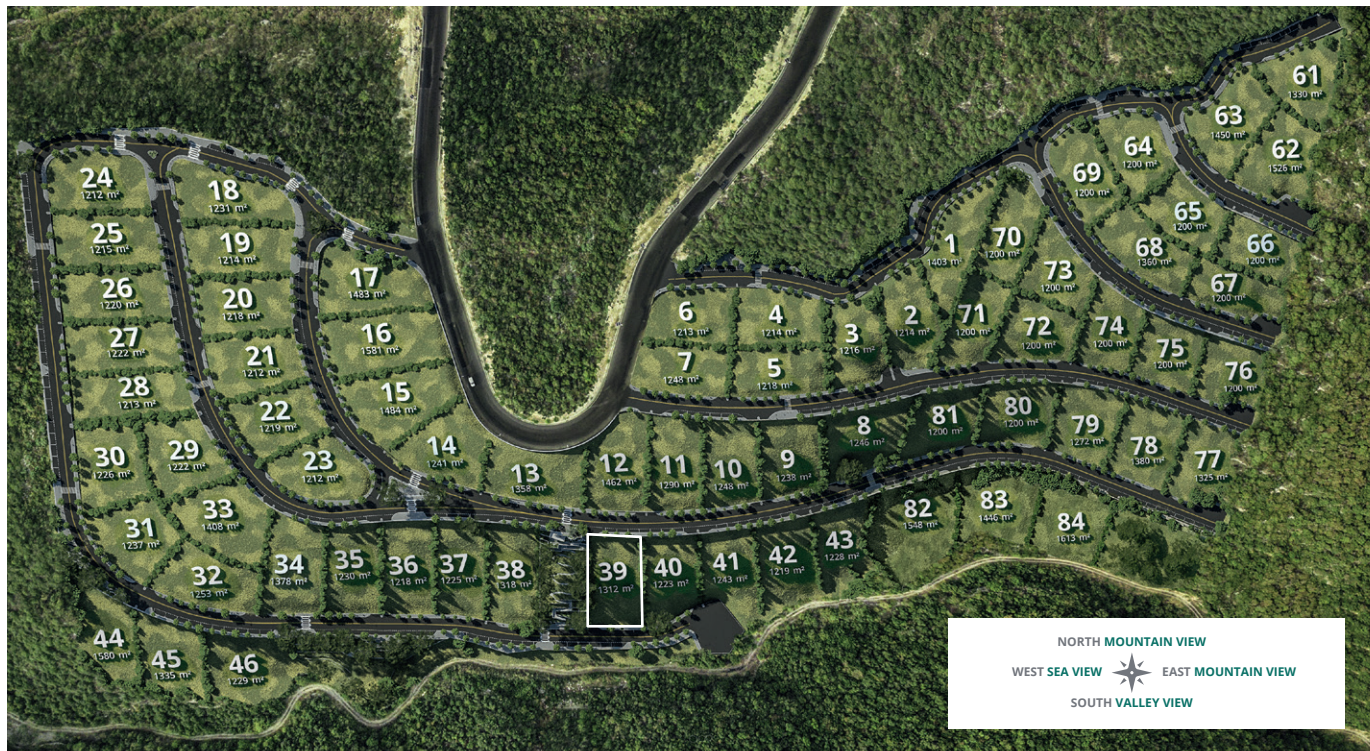 61
1330 m²
63
1450 m²
62
1526 m²
64
1200 m²
69
1200 m²
65
1200 m²
66
1200 m²
68
1360 m²
67
1200 m²
24
1212 m²
18
1231 m²
25
1215 m²
19
1214 m²
17
1483 m²
26
1220 m²
20
1218 m²
16
1581 m²
27
1222 m²
21
1212 m²
15
1484 m²
28
1213 m²
22
1219 m²
14
1241 m²
30
1226 m²
29
1222 m²
23
1212 m²
13
1358 m²
1
1403 m²
70
1200 m²
73
1200 m²
6
1213 m²
4
1214 m²
3
1216 m²
2
1214 m²
71
1200 m²
72
1200 m²
74
1200 m²
75
1200 m²
76
1200 m²
7
1248 m²
5
1218 m²
12
1462 m²
11
1290 m²
10
1248 m²
9
1238 m²
8
1246 m²
81
1200 m²
80
1200 m²
79
1272 m²
78
380 m²
77
1325 m²
31
1237 m²
33
1408 m²
32
1253 m²
34
1378 m²
35
1230 m²
36
1218 m²
37
1225 m²
38
318 m²
39
1312 m²
40
1223 m²
41
1243 m²
42
1219 m²
43
1228 m²
82
1548 m²
83
1446 m²
84
1613 m²
44
1580 m²
45
1335 m²
46
1229 m²
NORTH MOUNTAIN VIEW
WEST SEA VIEW EAST MOUNTAIN VIEW
SOUTH VALLEY VIEW